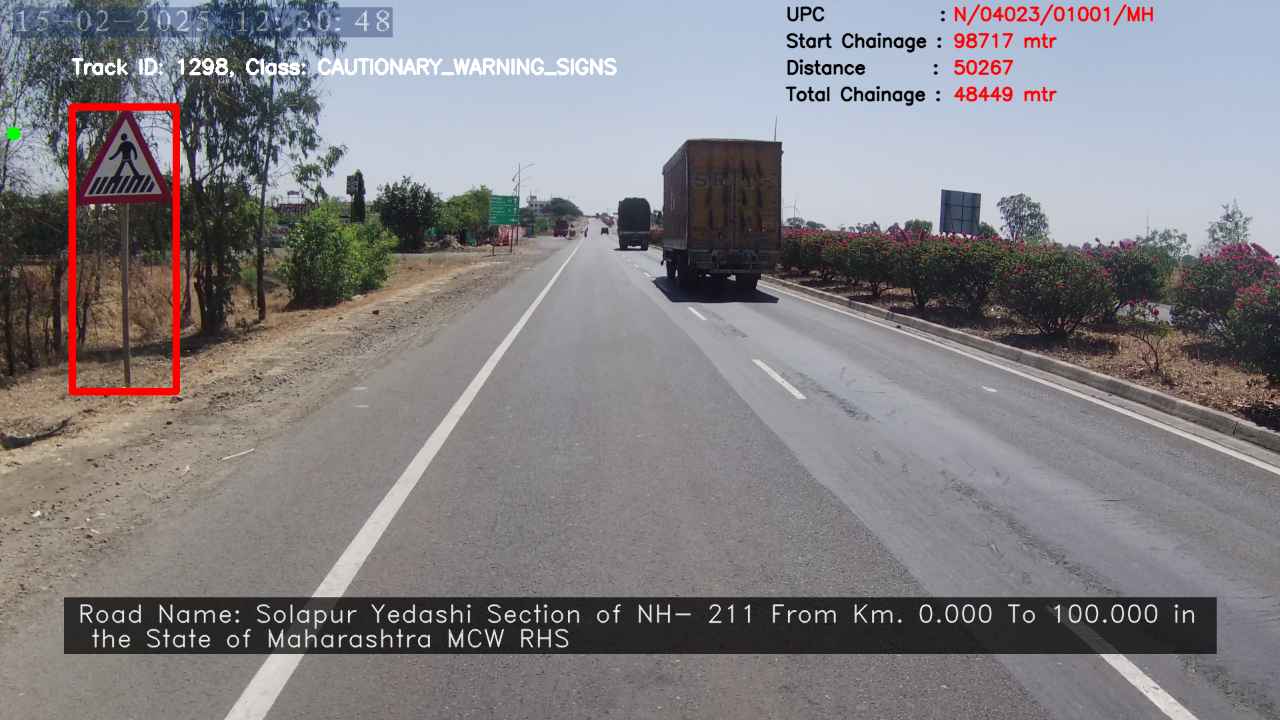 15-02-2025 12:30:48
UPC : N/04023/01001/MH
Start Chainage : 98717 mtr
Distance : 50267
Total Chainage : 48449 mtr
Track ID: 1298, Class: CAUTIONARY_WARNING_SIGNS
Road Name: Solapur Yedashi Section of NH- 211 From Km. 0.000 To 100.000 in
the State of Maharashtra MCW RHS